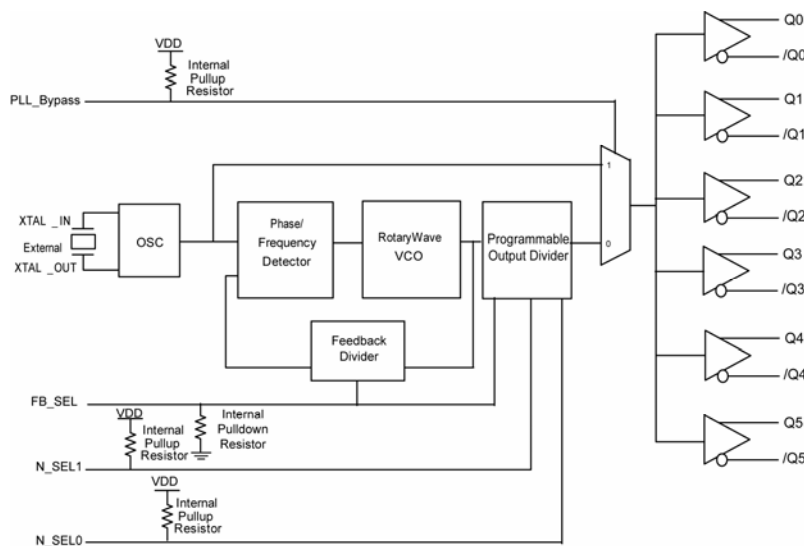 VDD
Internal
Pullup
Resistor
PLL_Bypass
XTAL _IN
External
XTAL _OUT
OSC
Phase/
Frequency
Detector
RotaryWave
VCO
Programmable
Output Divider
1
0
Feedback
Divider
FB_SEL
VDD
Internal
Pullup
Resistor
Internal
Pulldown
Resistor
N_SEL1
VDD
Internal
Pullup
Resistor
N_SEL0
Q0
/Q0
Q1
/Q1
Q2
/Q2
Q3
/Q3
Q4
/Q4
Q5
/Q5